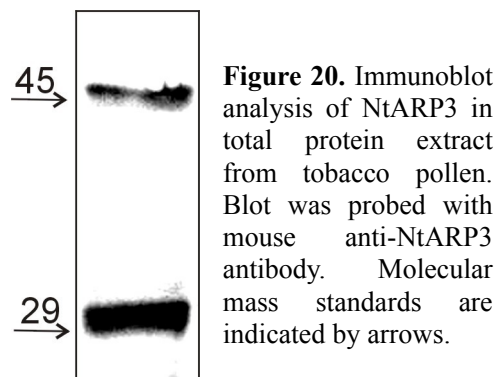 45
29
Figure 20. Immunoblot
analysis of NtARP3 in
total protein extract
from tobacco pollen.
Blot was probed with
mouse anti-NtARP3
antibody. Molecular
mass standards are
indicated by arrows.